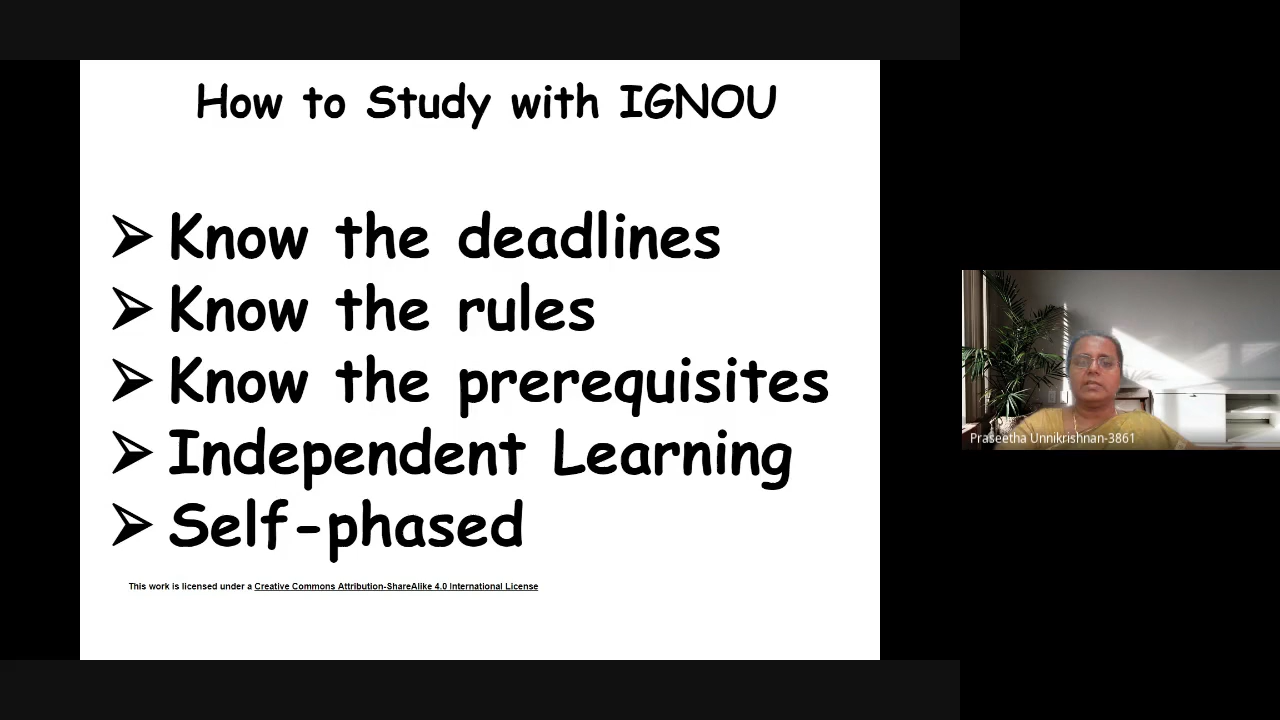 How to Study with IGNOU
Know the deadlines
Know the rules
Know the prerequisites
Independent Learning
Self-phased
This work is licensed under a Creative Commons Attribution-ShareAlike 4.0 International License
Praseetha Unnikrishnan-3861